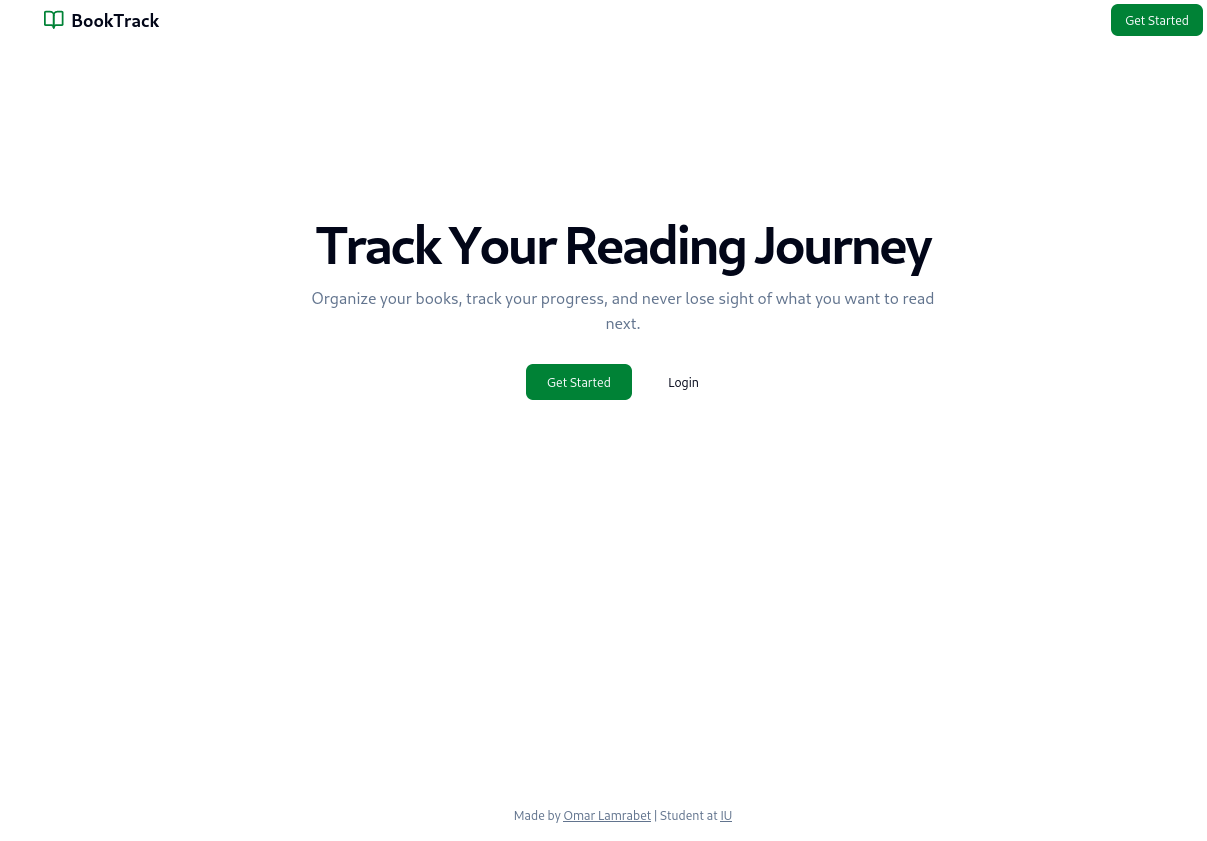 BookTrack
Get Started
Track Your Reading Journey
Organize your books, track your progress, and never lose sight of what you want to read
next.
Get Started
Login
Made by Omar Lamrabet | Student at IU